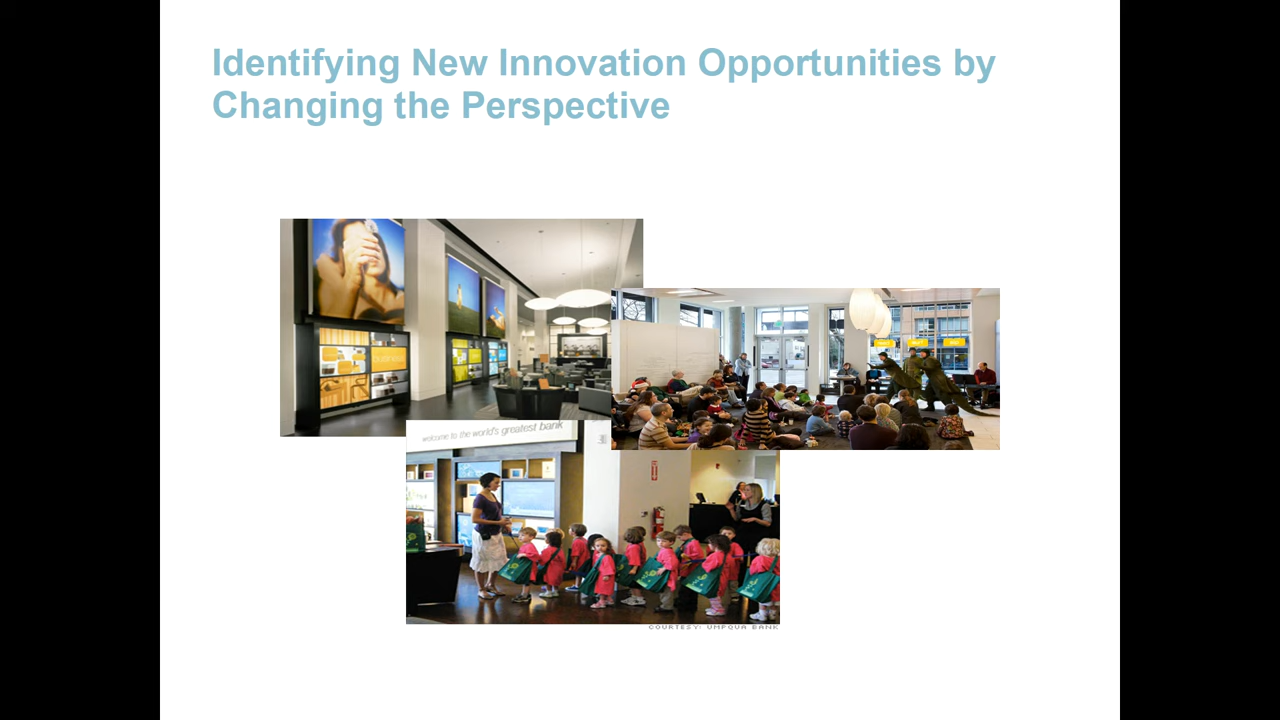 Identifying New Innovation Opportunities by
Changing the Perspective
welcome to the world's greatest bank
COURTESY: UMPQUA BANK